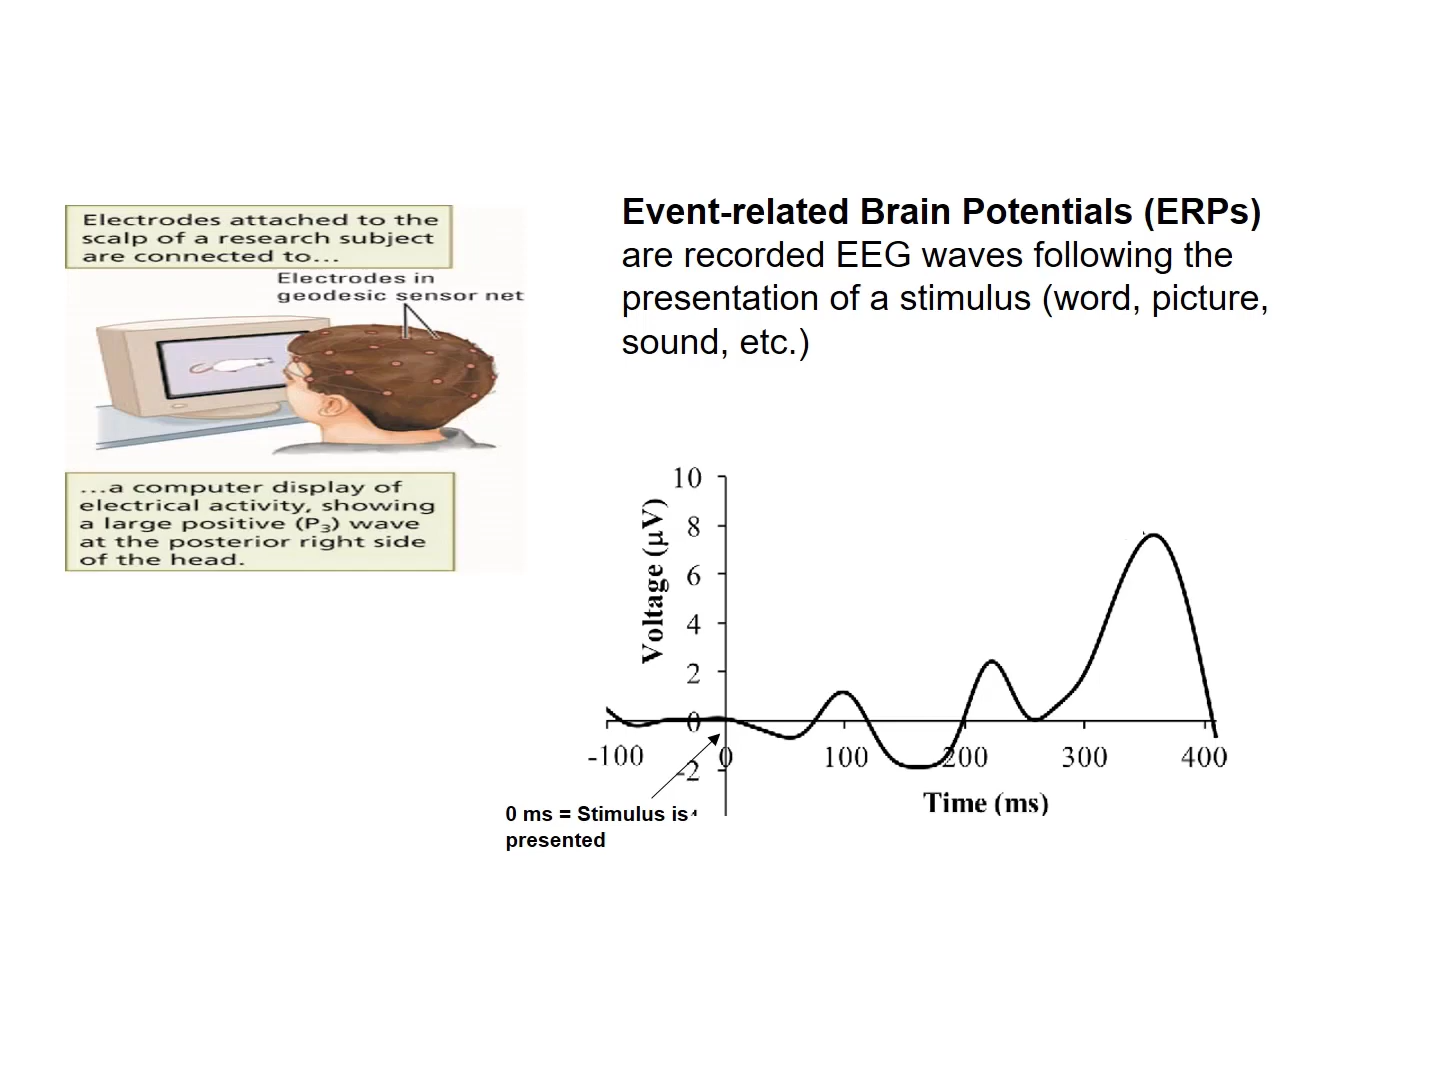 Electrodes attached to the
scalp of a research subject
are connected to...
Electrodes in
geodesic sensor net
...a computer display of
electrical activity, showing
a large positive (P3) wave
at the posterior right side
of the head.
Event-related Brain Potentials (ERPs)
are recorded EEG waves following the
presentation of a stimulus (word, picture,
sound, etc.)
10
8
6
4
2
0
-2
Voltage (μV)
-100 0 100 200 300 400
Time (ms)
0 ms = Stimulus is
presented